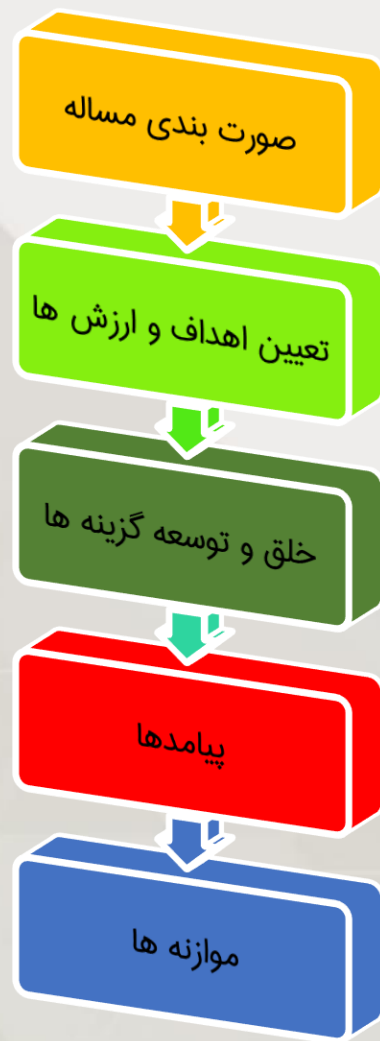 صورت بندی مساله
تعیین اهداف و ارزش ها
خلق و توسعه گزینه ها
پیامدها
موازنه ها